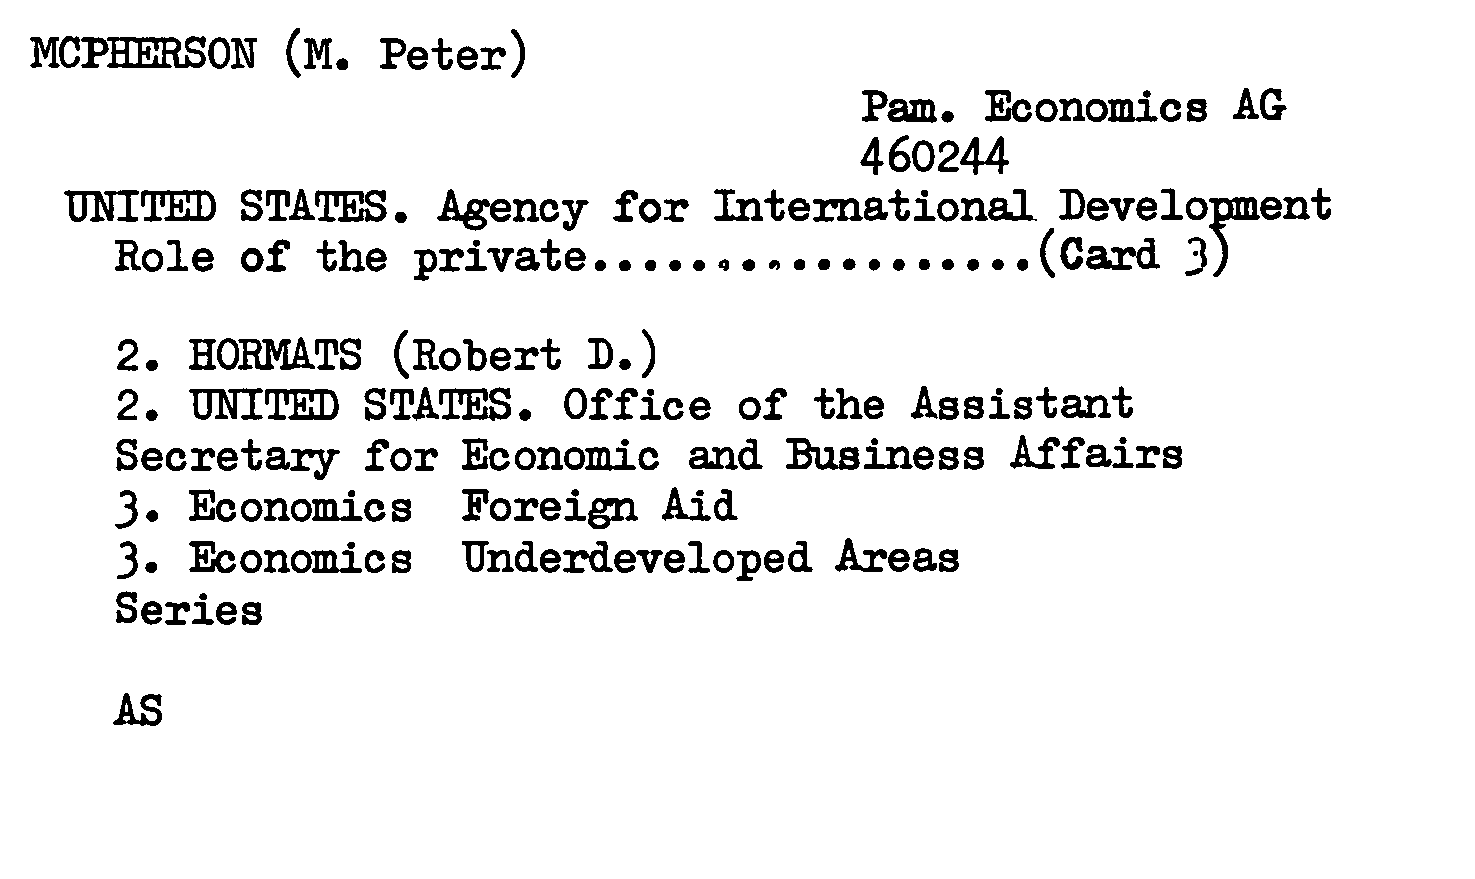 MCPHERSON (M. Peter)
Pam. Economics AG
460244
UNITED STATES. Agency for International Development
Role of the private..................(Card 3)
2. HORMATS (Robert D.)
2. UNITED STATES. Office of the Assistant
Secretary for Economic and Business Affairs
3. Economics  Foreign Aid
3. Economics  Underdeveloped Areas
Series
AS